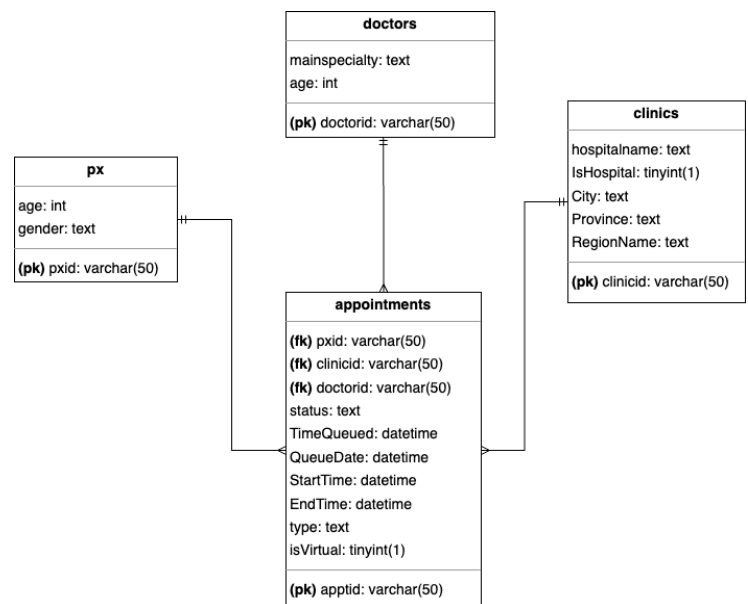 doctors
mainspecialty: text
age: int
(pk) doctorid: varchar(50)
clinics
hospitalname: text
IsHospital: tinyint(1)
City: text
Province: text
RegionName: text
(pk) clinicid: varchar(50)
px
age: int
gender: text
(pk) pxid: varchar(50)
appointments
(fk) pxid: varchar(50)
(fk) clinicid: varchar(50)
(fk) doctorid: varchar(50)
status: text
TimeQueued: datetime
QueueDate: datetime
StartTime: datetime
EndTime: datetime
type: text
isVirtual: tinyint(1)
(pk) apptid: varchar(50)